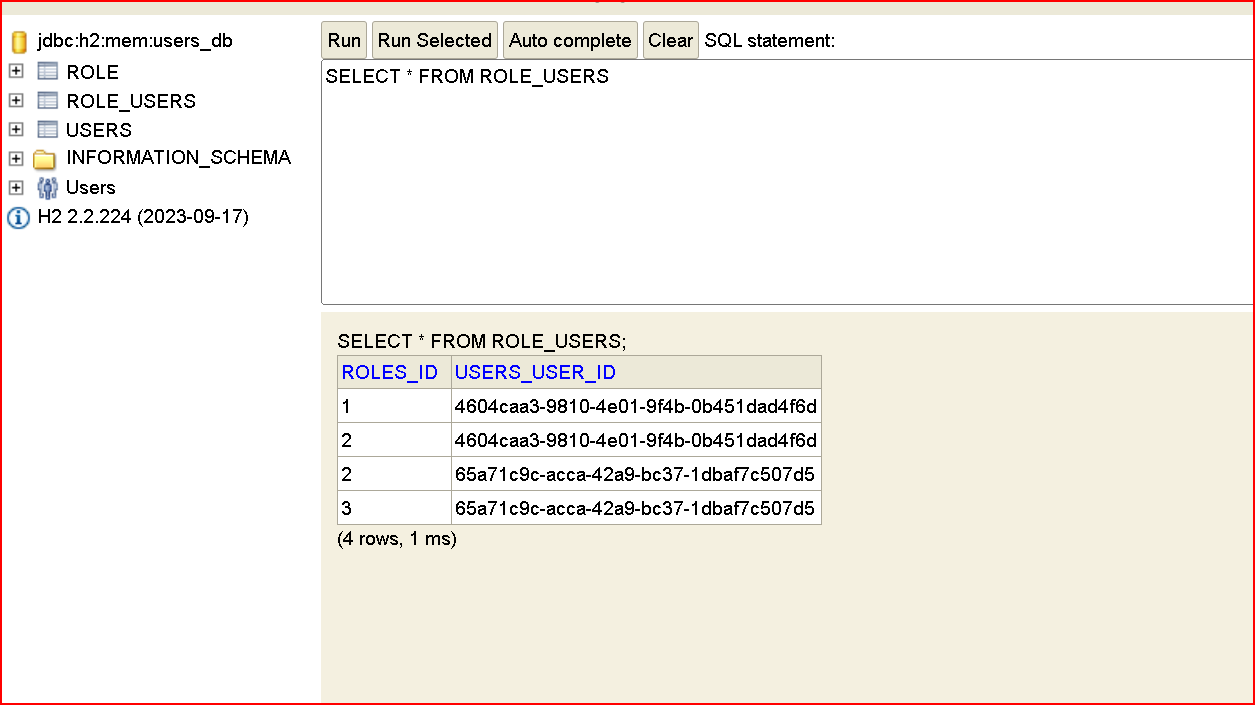 jdbc:h2:mem:users_db
ROLE
ROLE_USERS
USERS
INFORMATION_SCHEMA
Users
H2 2.2.224 (2023-09-17)
Run Run Selected Auto complete Clear SQL statement:
SELECT * FROM ROLE_USERS
SELECT * FROM ROLE_USERS;
ROLES_ID USERS_USER_ID
1 4604caa3-9810-4e01-9f4b-0b451dad4f6d
2 4604caa3-9810-4e01-9f4b-0b451dad4f6d
2 65a71c9c-acca-42a9-bc37-1dbaf7c507d5
3 65a71c9c-acca-42a9-bc37-1dbaf7c507d5
(4 rows, 1 ms)